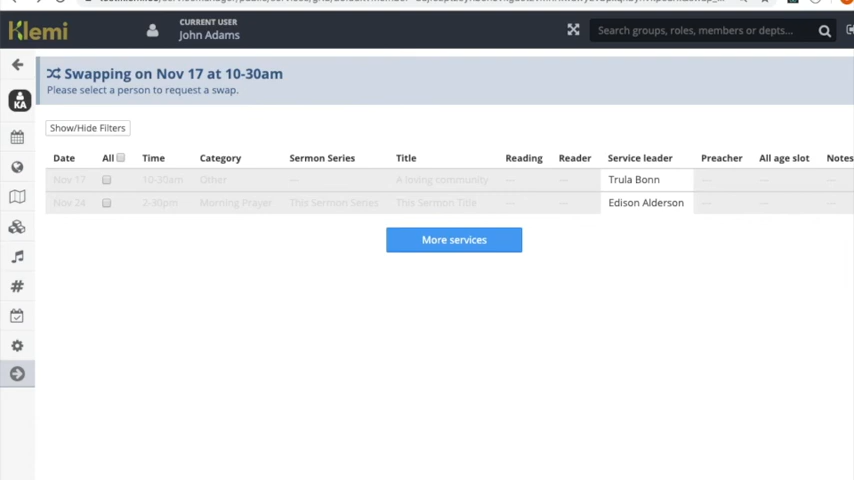 Klemi
CURRENT USER
John Adams
Search groups, roles, members or depts...
KA
Swapping on Nov 17 at 10-30am
Please select a person to request a swap.
Show/Hide Filters
Date All Time Category Sermon Series Title Reading Reader Service leader Preacher All age slot Notes
Nov 17 10-30am Other — A loving community — — Trula Bonn — — —
Nov 24 2-30pm Morning Prayer This Sermon Series This Sermon Title — — Edison Alderson — — —
More services